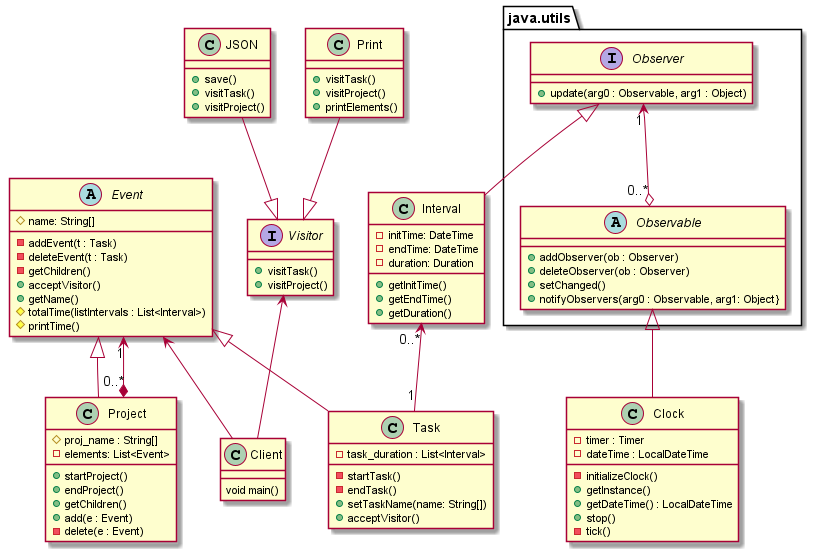 java.utils
C JSON
save()
visitTask()
visitProject()
C Print
visitTask()
visitProject()
printElements()
I Observer
update(arg0 : Observable, arg1 : Object)
1
0..*
A Event
name: String[]
addEvent(t : Task)
deleteEvent(t : Task)
getChildren()
acceptVisitor()
getName()
totalTime(listIntervals : List<Interval>)
printTime()
I Visitor
visitTask()
visitProject()
C Interval
initTime: DateTime
endTime: DateTime
duration: Duration
getInitTime()
getEndTime()
getDuration()
A Observable
addObserver(ob : Observer)
deleteObserver(ob : Observer)
setChanged()
notifyObservers(arg0 : Observable, arg1: Object}
1
0..*
0..*
1
C Project
proj_name : String[]
elements: List<Event>
startProject()
endProject()
getChildren()
add(e : Event)
delete(e : Event)
C Client
void main()
C Task
task_duration : List<Interval>
startTask()
endTask()
setTaskName(name: String[])
acceptVisitor()
C Clock
timer : Timer
dateTime : LocalDateTime
initializeClock()
getInstance()
getDateTime() : LocalDateTime
stop()
tick()